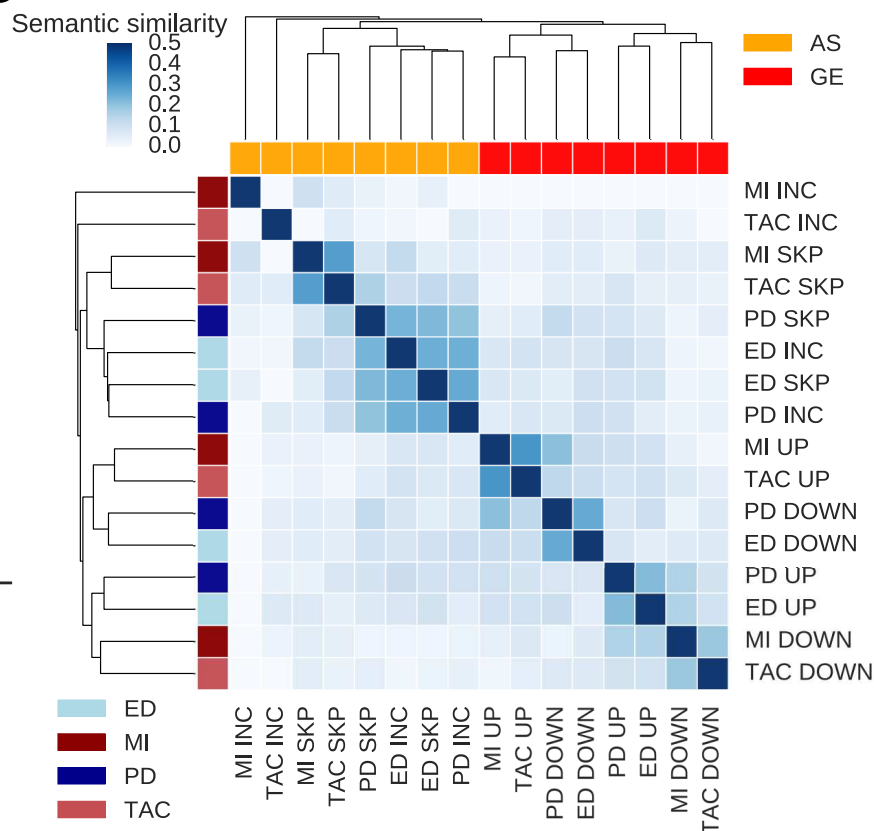 Semantic similarity
0.5
0.4
0.3
0.2
0.1
0.0
AS
GE
MI INC
TAC INC
MI SKP
TAC SKP
PD SKP
ED INC
ED SKP
PD INC
MI UP
TAC UP
PD DOWN
ED DOWN
PD UP
ED UP
MI DOWN
TAC DOWN
ED
MI
PD
TAC
MI INC
TAC INC
MI SKP
TAC SKP
PD SKP
ED INC
ED SKP
PD INC
MI UP
TAC UP
PD DOWN
ED DOWN
PD UP
ED UP
MI DOWN
TAC DOWN